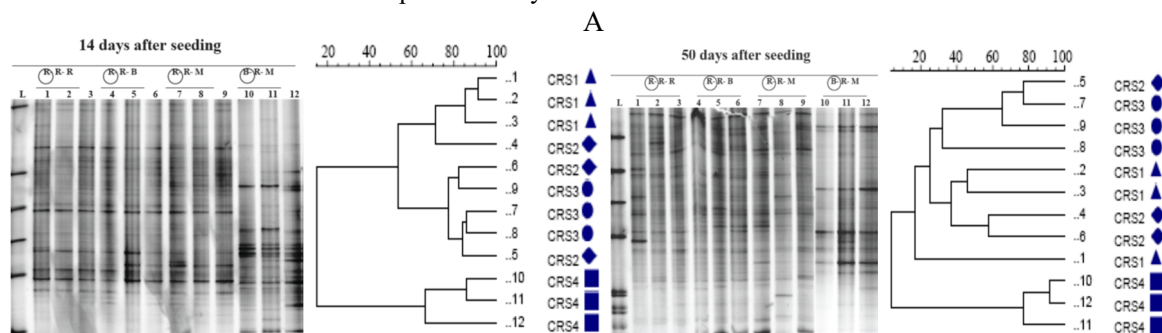 A
14 days after seeding
R R- R R R- B R R- M B R- M
L 1 2 3 4 5 6 7 8 9 10 11 12
20 40 60 80 100
..1 CRS1
..2 CRS1
..3 CRS1
..4 CRS2
..6 CRS2
..9 CRS3
..7 CRS3
..8 CRS3
..5 CRS2
..10 CRS4
..11 CRS4
..12 CRS4
50 days after seeding
R R- R R R- B R R- M B R- M
L 1 2 3 4 5 6 7 8 9 10 11 12
20 40 60 80 100
..5 CRS2
..7 CRS3
..9 CRS3
..8 CRS3
..2 CRS1
..3 CRS1
..4 CRS2
..6 CRS2
..1 CRS1
..10 CRS4
..12 CRS4
..11 CRS4